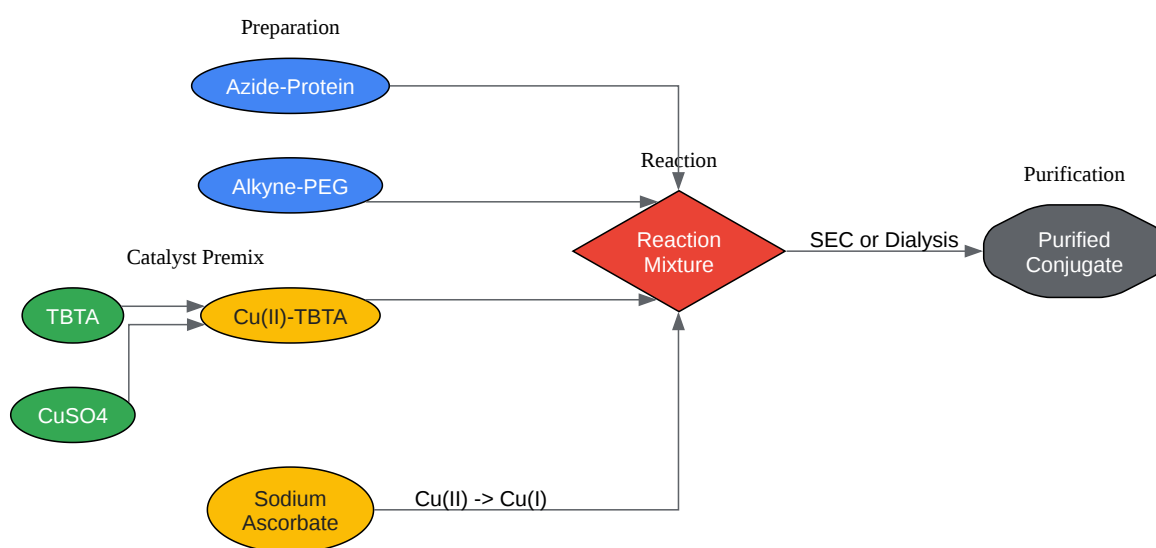 Preparation
Azide-Protein
Alkyne-PEG
Catalyst Premix
TBTA
CuSO4
Cu(II)-TBTA
Sodium
Ascorbate
Cu(II) -> Cu(I)
Reaction
Reaction
Mixture
SEC or Dialysis
Purification
Purified
Conjugate